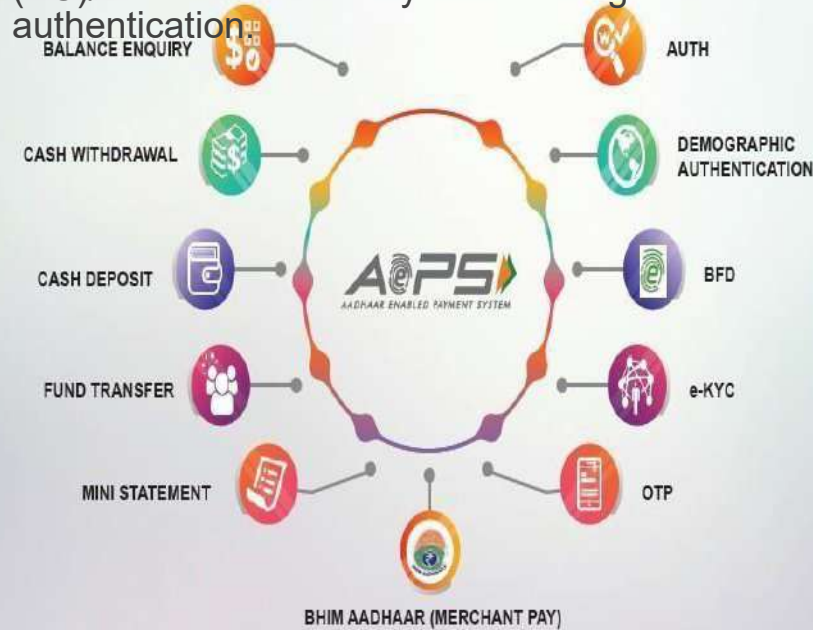 authentication.
BALANCE ENQUIRY
AUTH
CASH WITHDRAWAL
DEMOGRAPHIC
AUTHENTICATION
CASH DEPOSIT
BFD
AePS
AADHAAR ENABLED PAYMENT SYSTEM
FUND TRANSFER
e-KYC
MINI STATEMENT
OTP
BHIM AADHAAR (MERCHANT PAY)